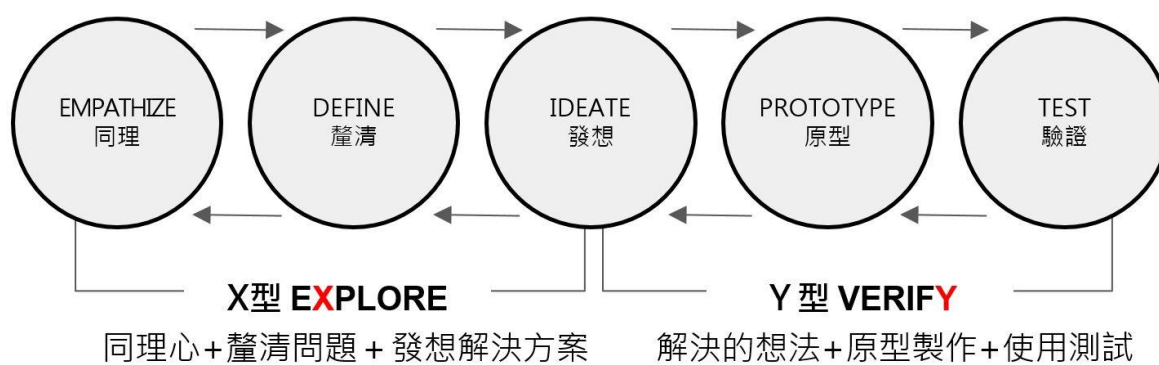 EMPATHIZE
同理
DEFINE
釐清
IDEATE
發想
PROTOTYPE
原型
TEST
驗證
X型 EXPLORE
同理心+釐清問題+發想解決方案
Y型 VERIFY
解決的想法+原型製作+使用測試